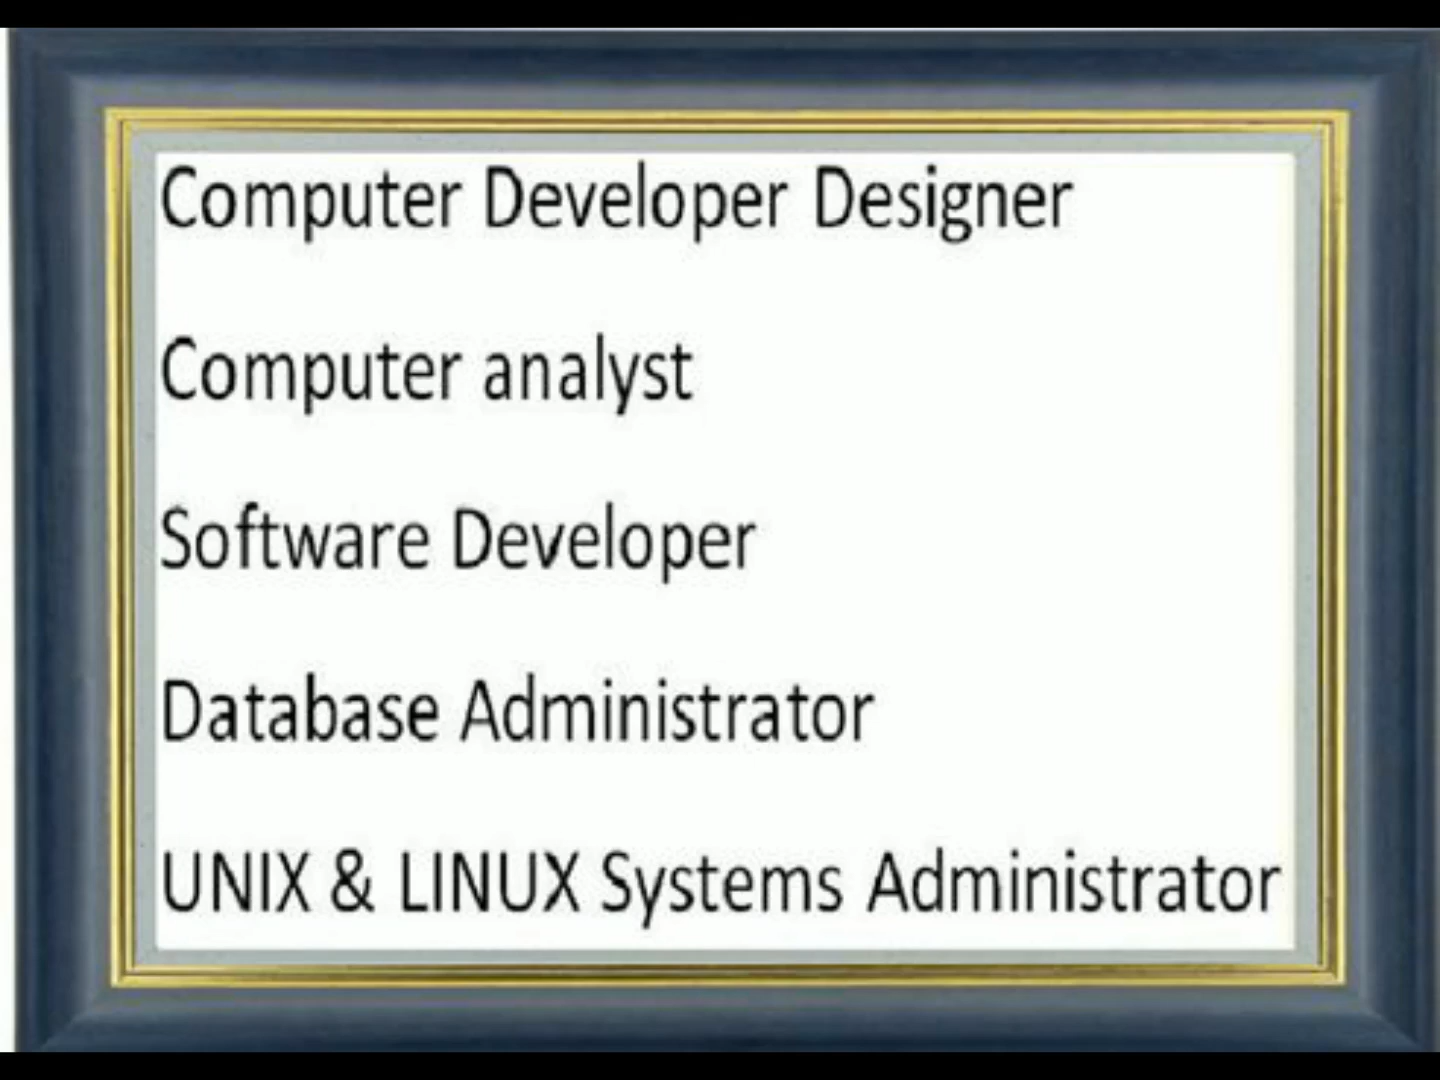 Computer Developer Designer
Computer analyst
Software Developer
Database Administrator
UNIX & LINUX Systems Administrator